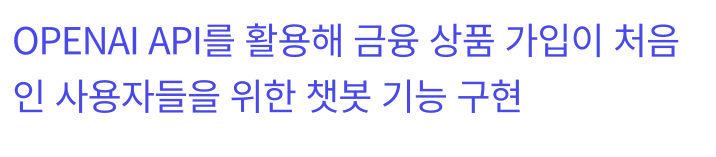 OPENAI API를 활용해 금융 상품 가입이 처음
인 사용자들을 위한 챗봇 기능 구현